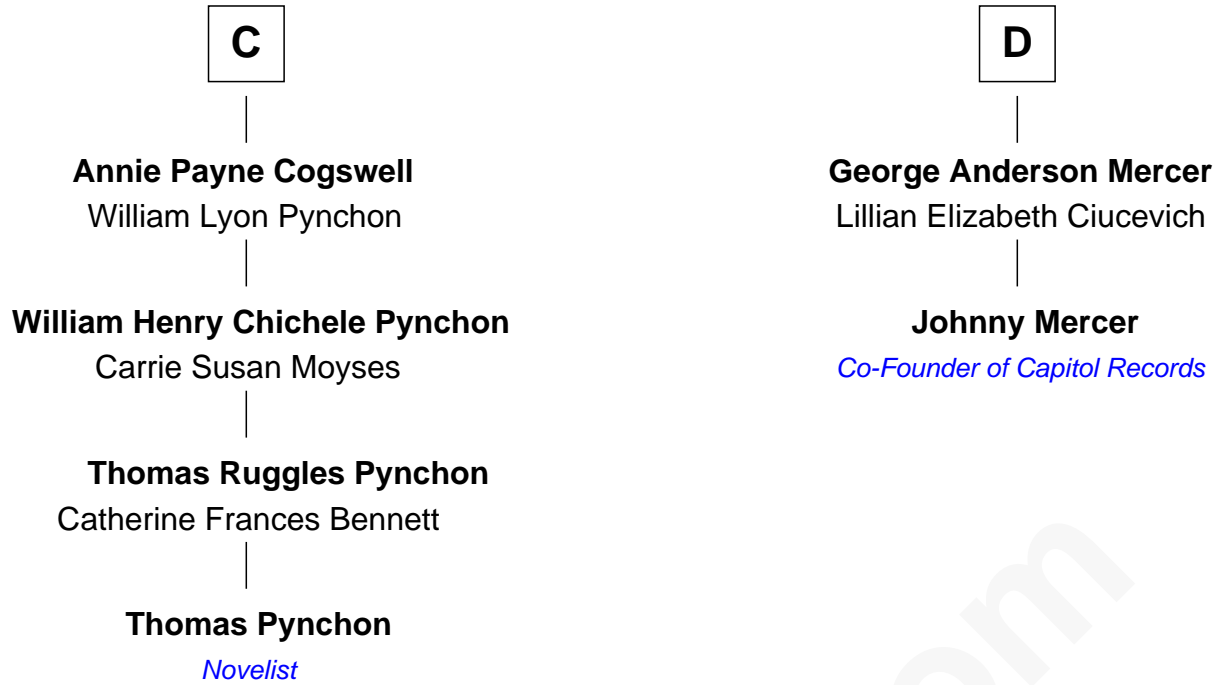 C
Annie Payne Cogswell
William Lyon Pynchon
William Henry Chichele Pynchon
Carrie Susan Moyses
Thomas Ruggles Pynchon
Catherine Frances Bennett
Thomas Pynchon
Novelist
D
George Anderson Mercer
Lillian Elizabeth Ciucevich
Johnny Mercer
Co-Founder of Capitol Records
om